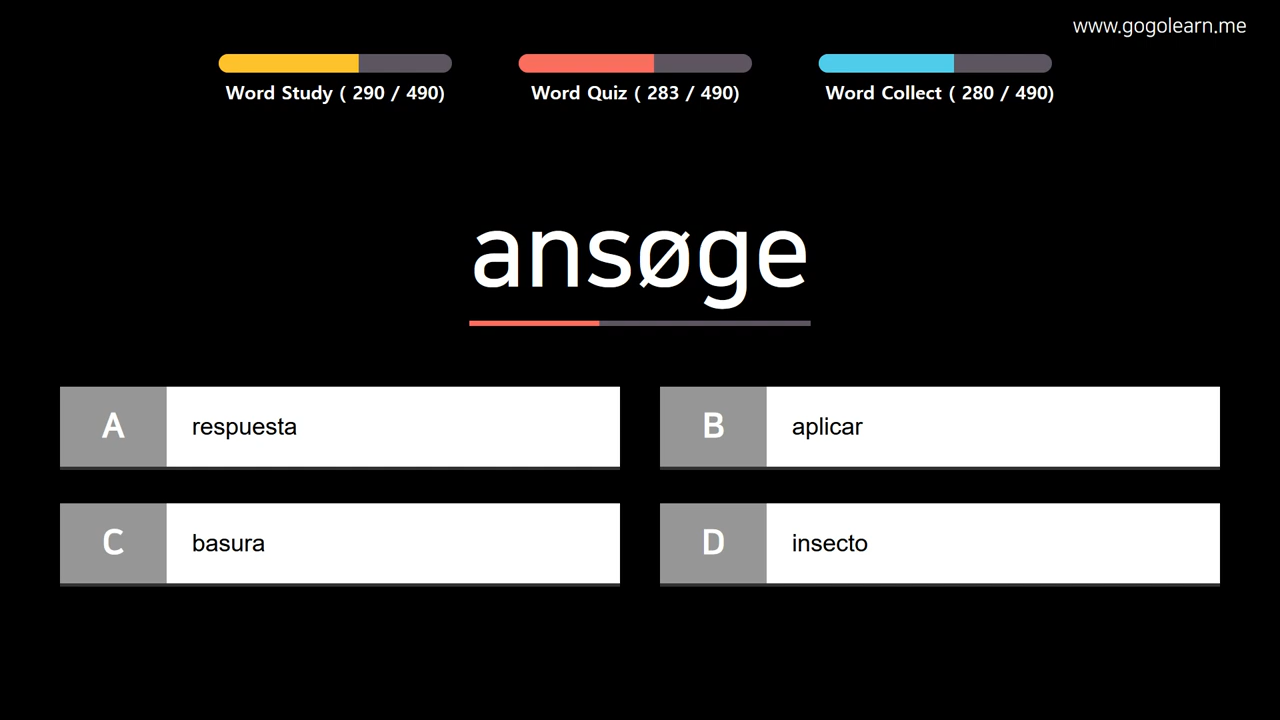 www.gogolearn.me
Word Study ( 290 / 490)
Word Quiz ( 283 / 490)
Word Collect ( 280 / 490)
ansøge
A respuesta
B aplicar
C basura
D insecto